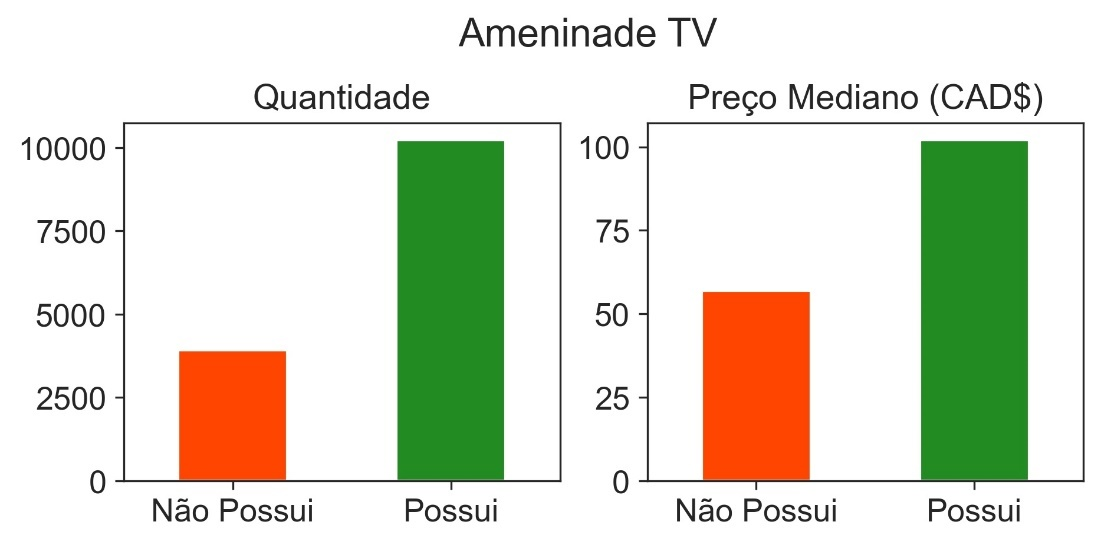 Ameninade TV
Quantidade
10000
7500
5000
2500
0
Não Possui
Possui
Preço Mediano (CAD$)
100
75
50
25
0
Não Possui
Possui